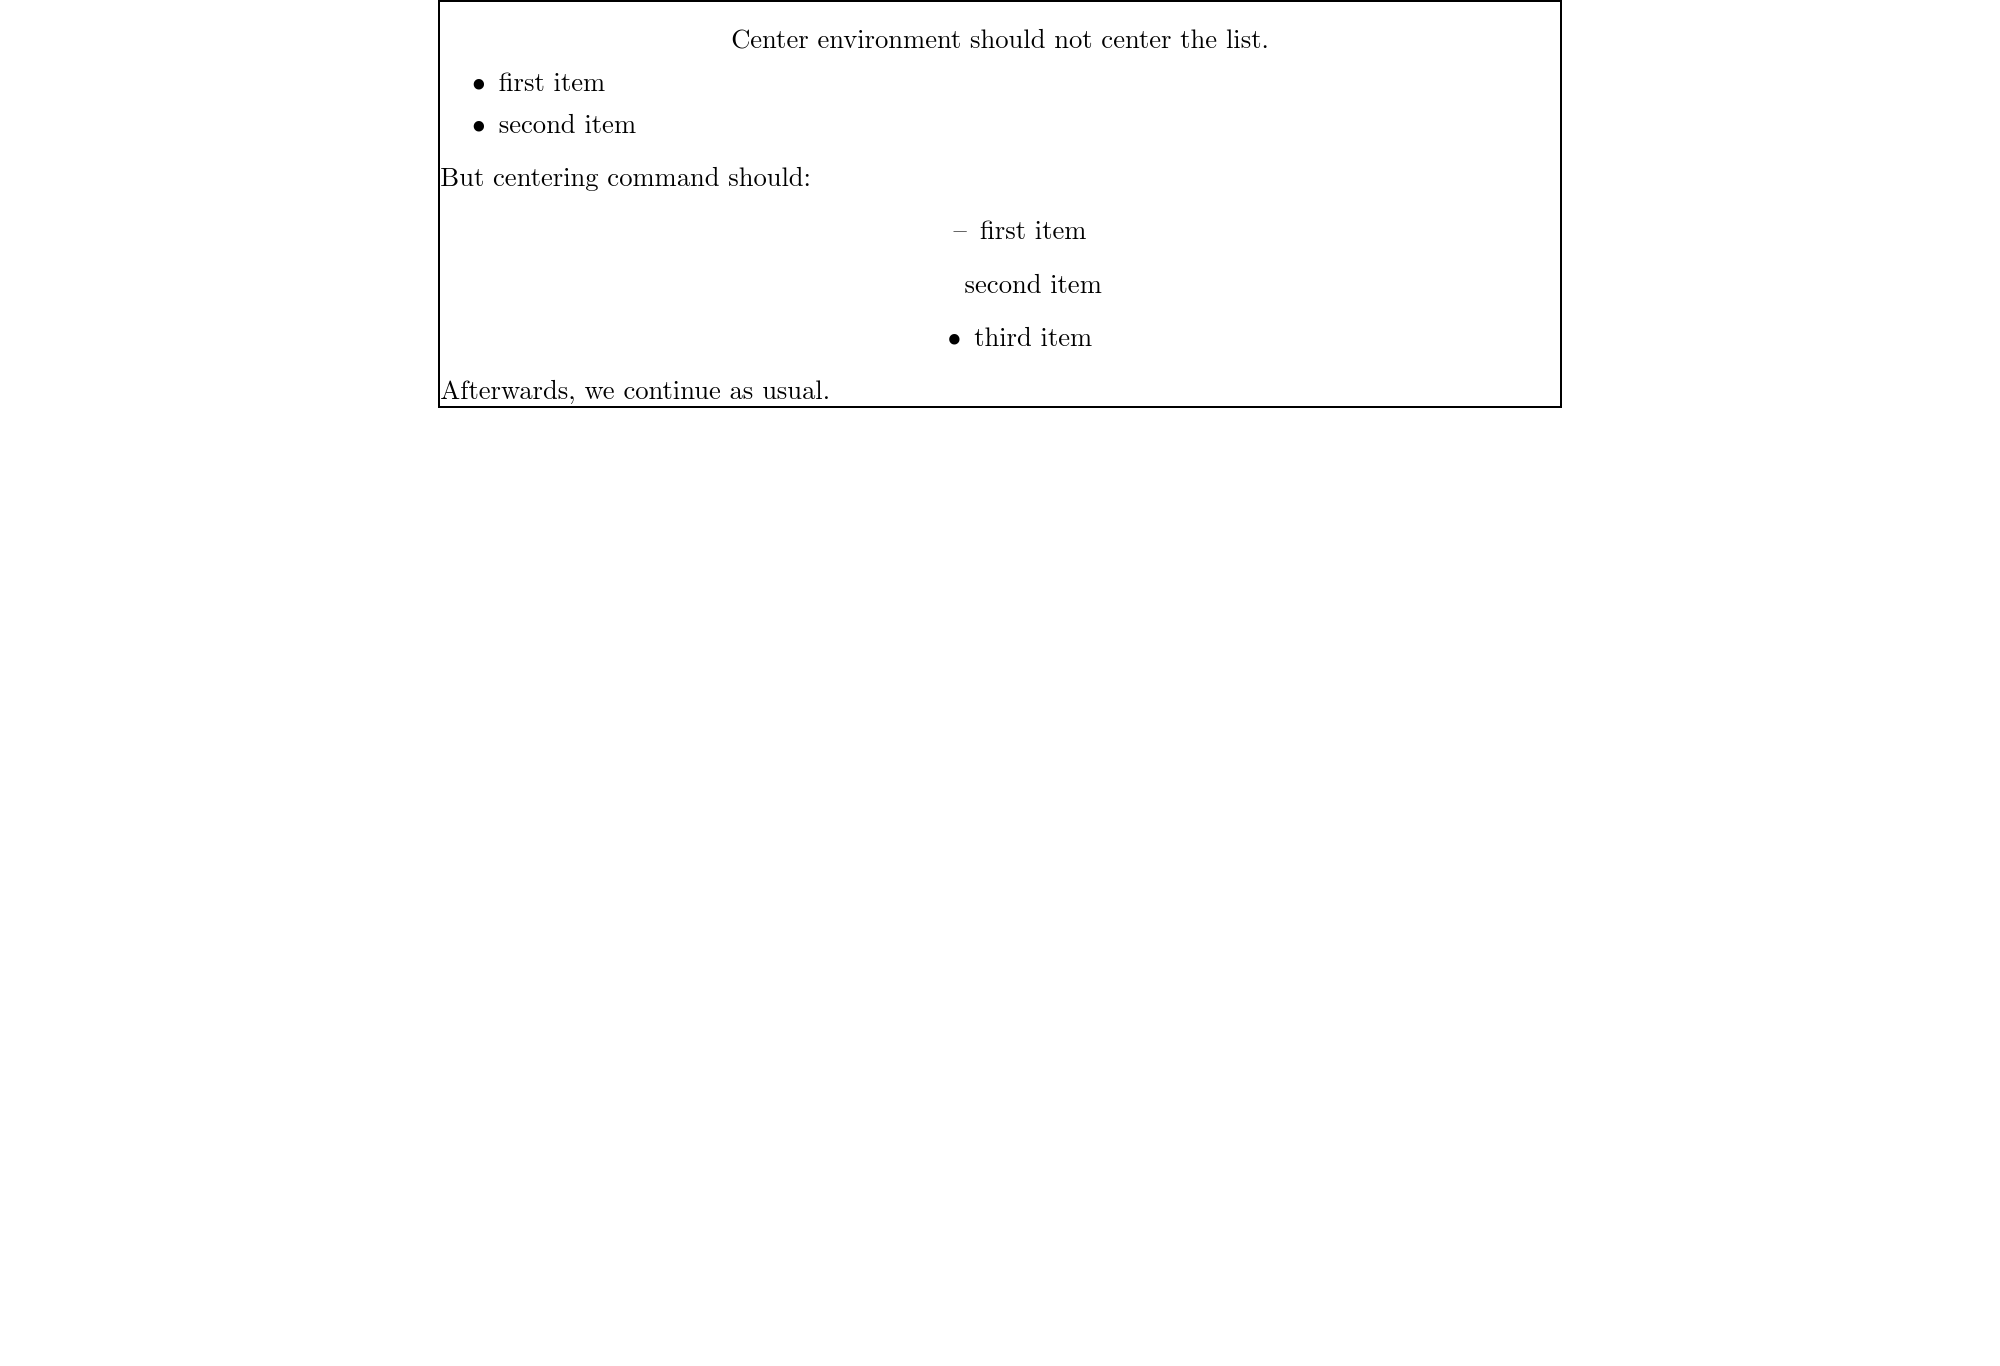 Center environment should not center the list.
• first item
• second item
But centering command should:
– first item
second item
• third item
Afterwards, we continue as usual.